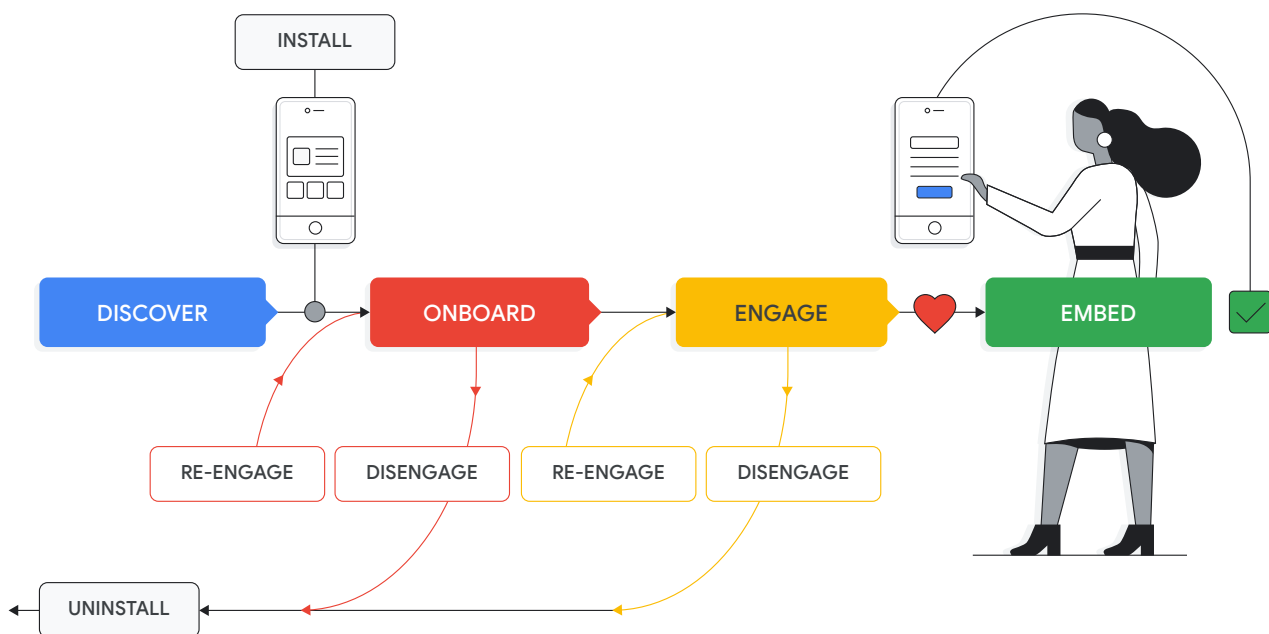 INSTALL
DISCOVER
ONBOARD
ENGAGE
EMBED
RE-ENGAGE
DISENGAGE
RE-ENGAGE
DISENGAGE
UNINSTALL